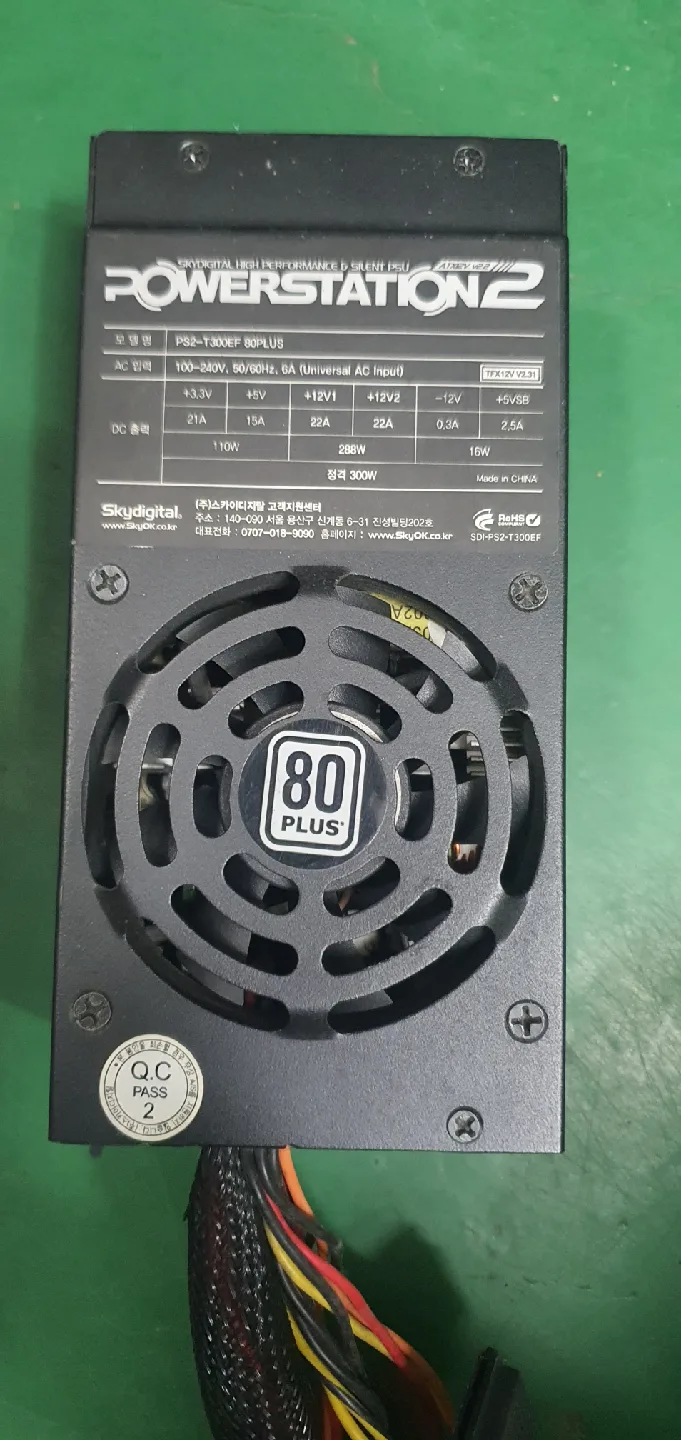 SKYDIGITAL HIGH PERFORMANCE & SILENT PSU ATX12V V2.2
POWERSTATION2
모 델 명 PS2-T300EF 80PLUS
AC 입력 100-240V, 50/60Hz, 6A (Universal AC Input) TFX12V V2.31
DC 출력 +3.3V +5V +12V1 +12V2 -12V +5VSB
21A 15A 22A 22A 0.3A 2.5A
110W 288W 16W
정격 300W Made in CHINA
Skydigital. (주)스카이디지탈 고객지원센터
www.SkyOK.co.kr 주소 : 140-090 서울 용산구 신계동 6-31 진성빌딩202호
대표전화 : 0707-018-9090 홈페이지 : www.SkyOK.co.kr
RoHS
COMPLIANT
SDI-PS2-T300EF
02A
80
PLUS
Q.C
PASS
2